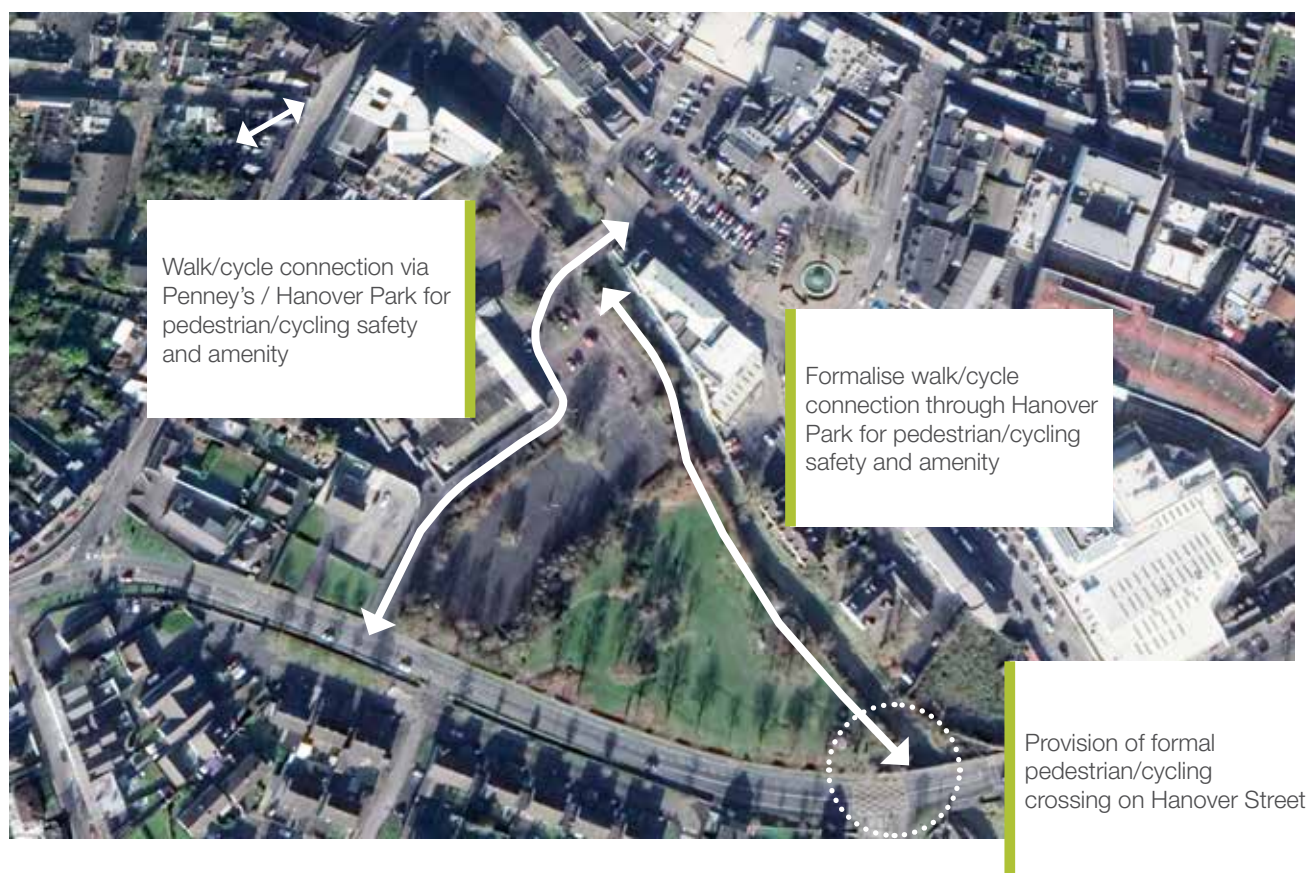 Walk/cycle connection via
Penney's / Hanover Park for
pedestrian/cycling safety
and amenity
Formalise walk/cycle
connection through Hanover
Park for pedestrian/cycling
safety and amenity
Provision of formal
pedestrian/cycling
crossing on Hanover Street